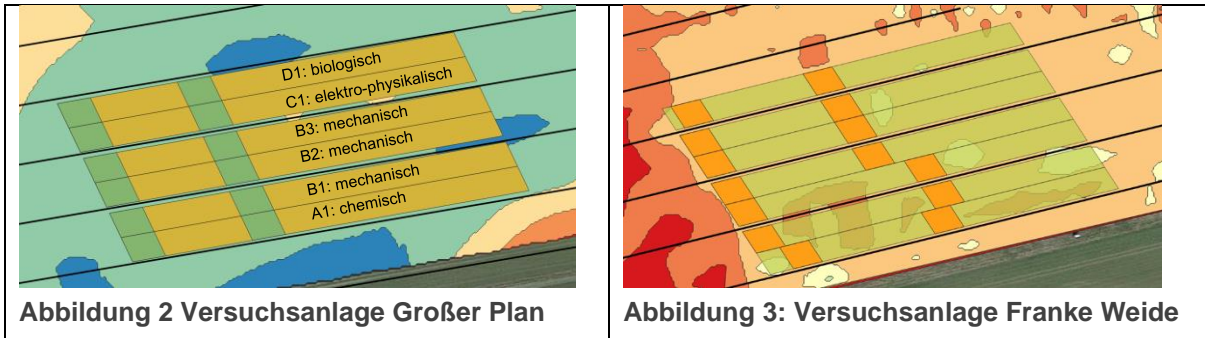 D1: biologisch
C1: elektro-physikalisch
B3: mechanisch
B2: mechanisch
B1: mechanisch
A1: chemisch
Abbildung 2 Versuchsanlage Großer Plan
Abbildung 3: Versuchsanlage Franke Weide